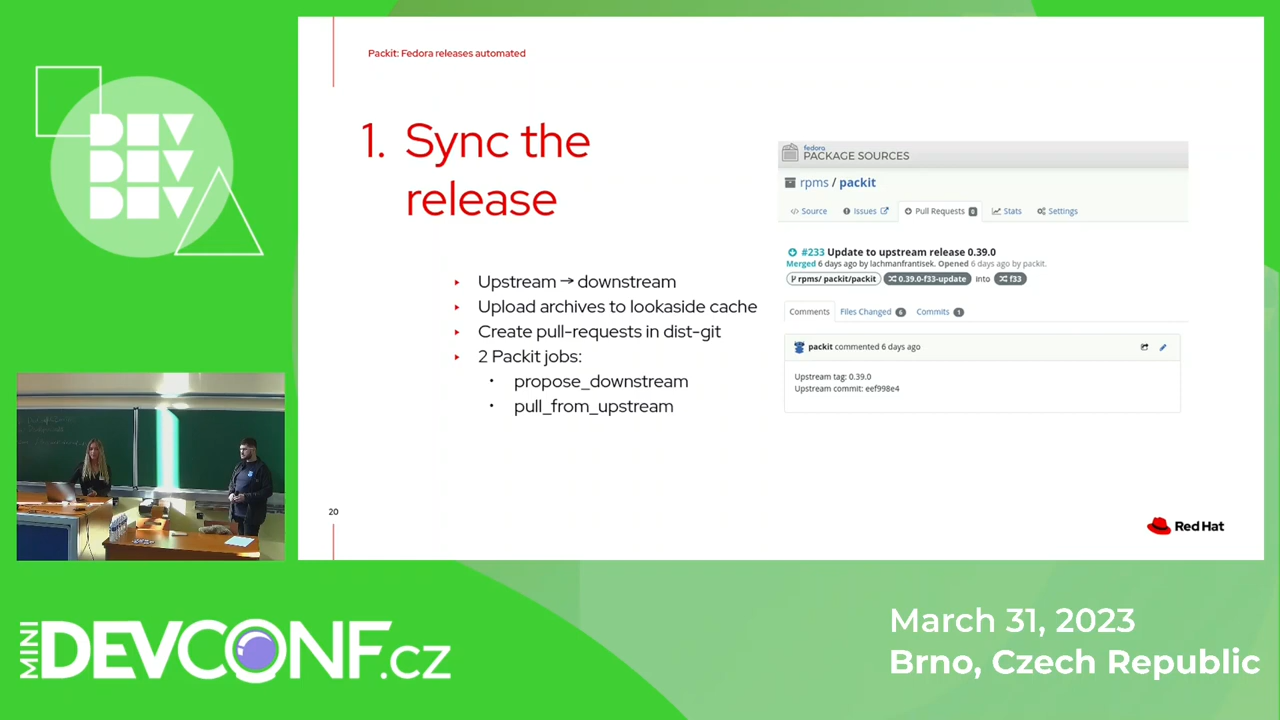 Packit: Fedora releases automated
1. Sync the
release
Upstream → downstream
Upload archives to lookaside cache
Create pull-requests in dist-git
2 Packit jobs:
propose_downstream
pull_from_upstream
20
fedora
PACKAGE SOURCES
rpms / packit
Source Issues Pull Requests 0 Stats Settings
#233 Update to upstream release 0.39.0
Merged 6 days ago by lachmanfrantisek. Opened 6 days ago by packit.
rpms/ packit/packit 0.39.0-f33-update into f33
Comments Files Changed 6 Commits 1
packit commented 6 days ago
Upstream tag: 0.39.0
Upstream commit: eef998e4
Red Hat
DEV
DEV
DEV
MINI
DEVCONF.cz
March 31, 2023
Brno, Czech Republic